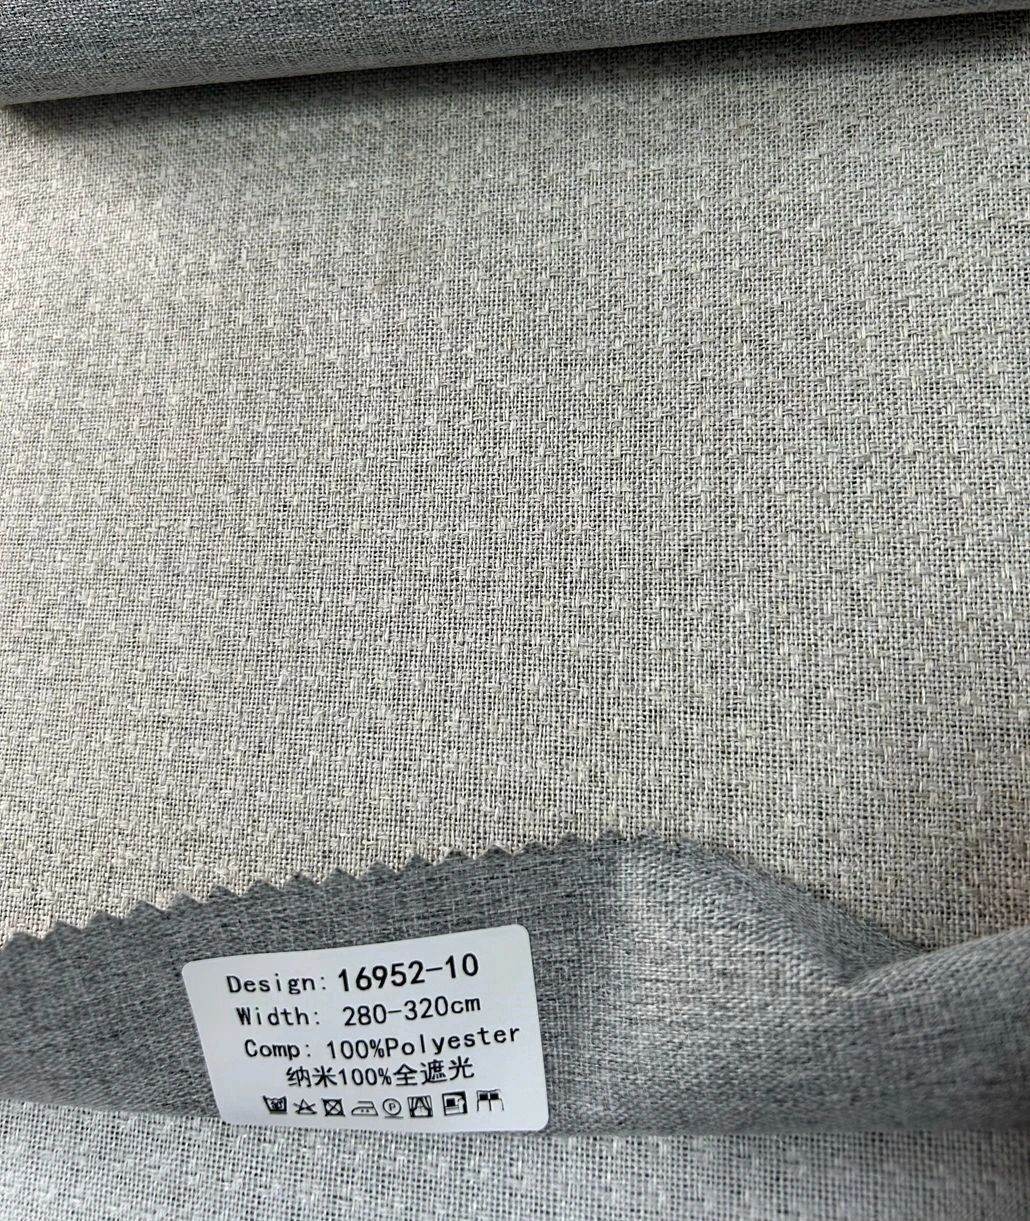 Design: 16952-10
Width: 280-320cm
Comp: 100%Polyester
纳米100%全遮光